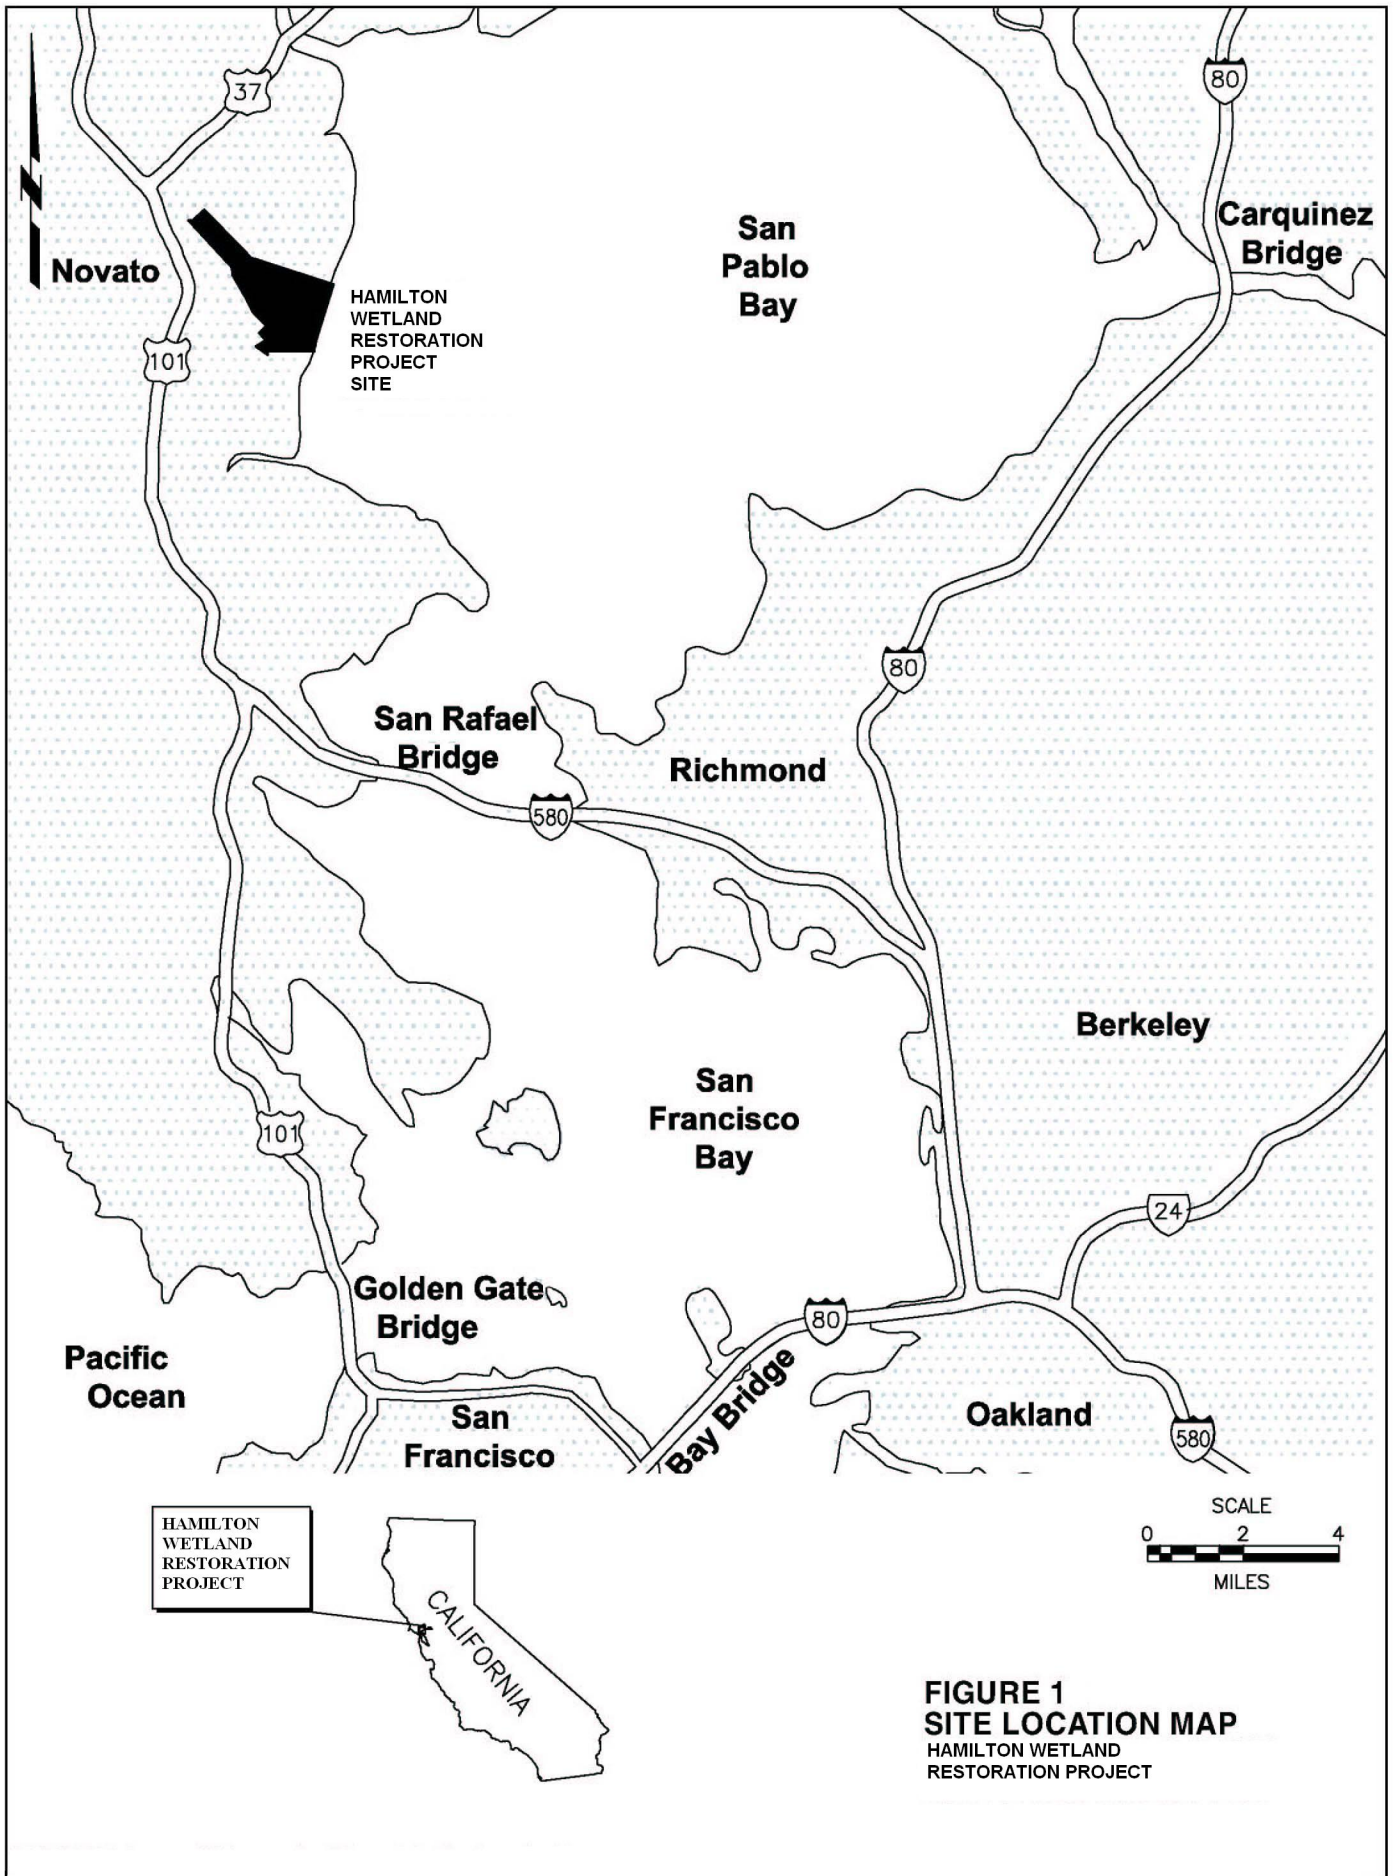 37
80
N
San
Pablo
Bay
Carquinez
Bridge
Novato
HAMILTON
WETLAND
RESTORATION
PROJECT
SITE
101
80
San Rafael
Bridge
Richmond
580
Berkeley
San
Francisco
Bay
101
24
Golden Gate
Bridge
80
Pacific
Ocean
Bay Bridge
San
Francisco
Oakland
580
HAMILTON
WETLAND
RESTORATION
PROJECT
CALIFORNIA
SCALE
0 2 4
MILES
FIGURE 1
SITE LOCATION MAP
HAMILTON WETLAND
RESTORATION PROJECT